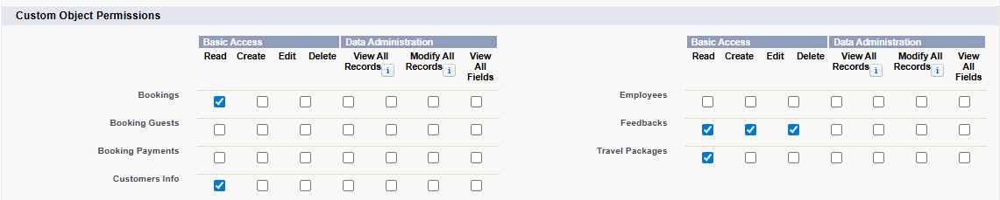 Custom Object Permissions
Basic Access Data Administration
Read Create Edit Delete View All Records i Modify All Records i View All Fields
Bookings
Booking Guests
Booking Payments
Customers Info
Basic Access Data Administration
Read Create Edit Delete View All Records i Modify All Records i View All Fields
Employees
Feedbacks
Travel Packages